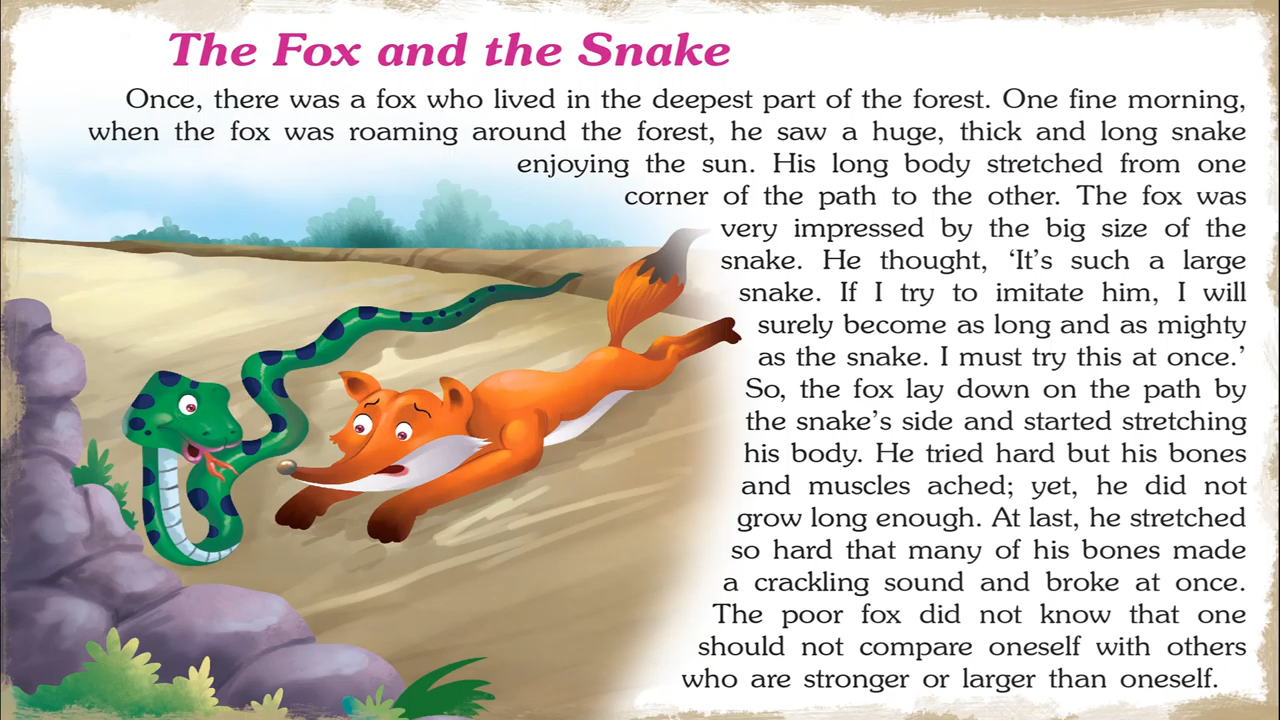 The Fox and the Snake
Once, there was a fox who lived in the deepest part of the forest. One fine morning,
when the fox was roaming around the forest, he saw a huge, thick and long snake
enjoying the sun. His long body stretched from one
corner of the path to the other. The fox was
very impressed by the big size of the
snake. He thought, ‘It’s such a large
snake. If I try to imitate him, I will
surely become as long and as mighty
as the snake. I must try this at once.’
So, the fox lay down on the path by
the snake’s side and started stretching
his body. He tried hard but his bones
and muscles ached; yet, he did not
grow long enough. At last, he stretched
so hard that many of his bones made
a crackling sound and broke at once.
The poor fox did not know that one
should not compare oneself with others
who are stronger or larger than oneself.